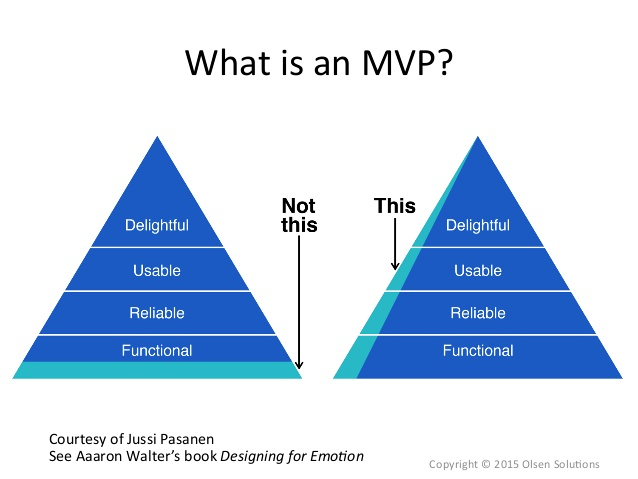 What is an MVP?
Not
this
This
Delightful
Usable
Reliable
Functional
Delightful
Usable
Reliable
Functional
Courtesy of Jussi Pasanen
See Aaaron Walter's book Designing for Emotion
Copyright © 2015 Olsen Solutions